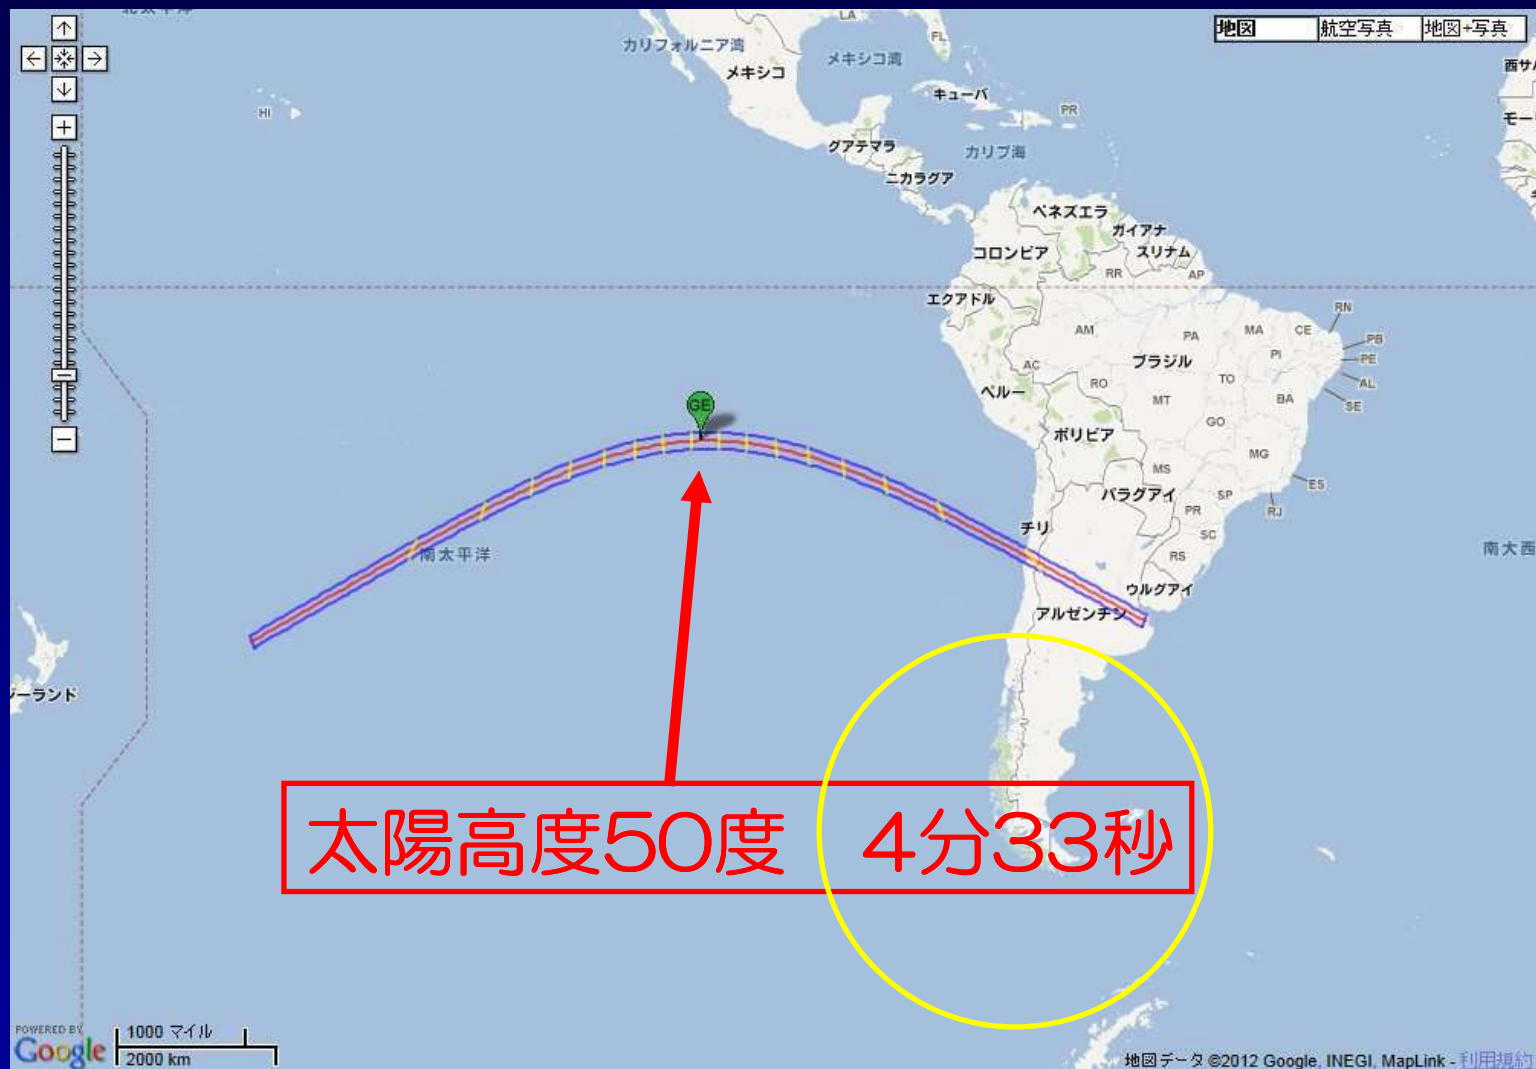 北太平洋
LA
地図
航空写真
地図+写真
カリフォルニア湾
FL
メキシコ湾
メキシコ
西サハ
キューバ
HI
PR
モー
グアテマラ
カリブ海
ニカラグア
ベネズエラ
ガイアナ
コロンビア
スリナム
RR
AP
エクアドル
RN
AM
PA
MA
CE
PB
PI
PE
AC
ブラジル
RO
TO
AL
ペルー
MT
BA
SE
GE
GO
ボリビア
MG
MS
ES
パラグアイ
SP
PR
RJ
チリ
SC
南太平洋
RS
南大西
ウルグアイ
アルゼンチン
ーランド
太陽高度50度 4分33秒
POWERED BY
Google
1000 マイル
2000 km
地図データ ©2012 Google, INEGI, MapLink - 利用規約